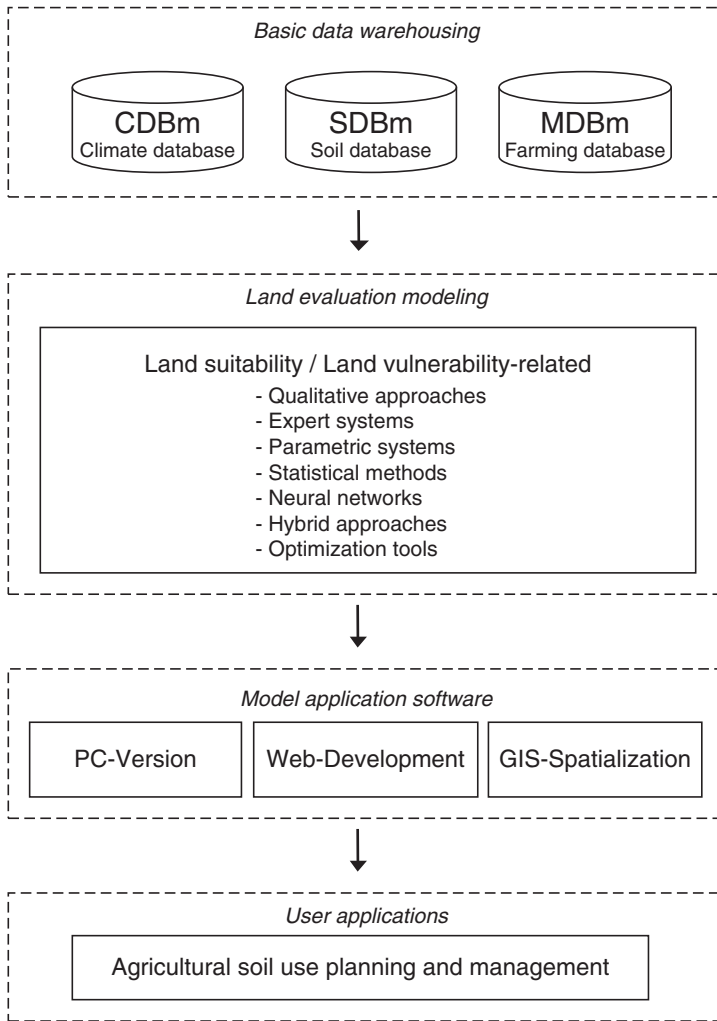 Basic data warehousing
CDBm
Climate database
SDBm
Soil database
MDBm
Farming database
Land evaluation modeling
Land suitability / Land vulnerability-related
- Qualitative approaches
- Expert systems
- Parametric systems
- Statistical methods
- Neural networks
- Hybrid approaches
- Optimization tools
Model application software
PC-Version
Web-Development
GIS-Spatialization
User applications
Agricultural soil use planning and management